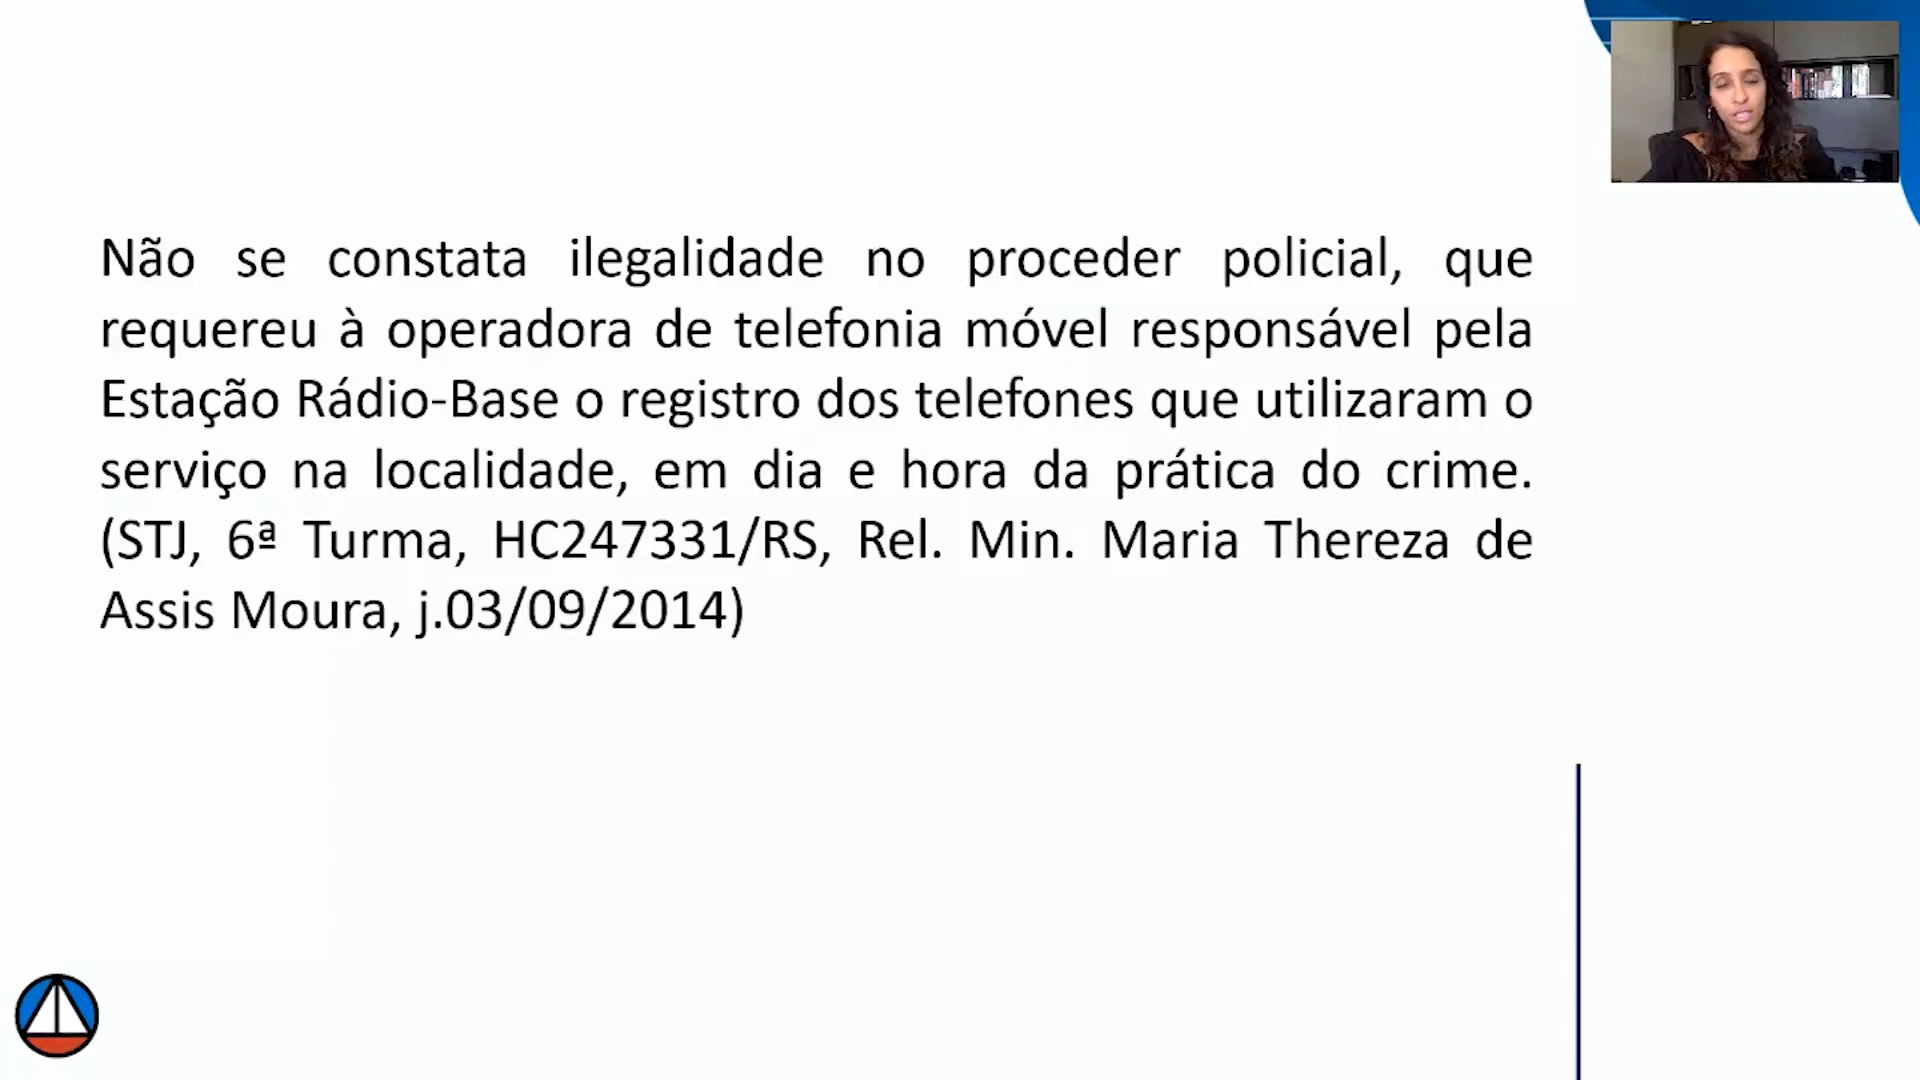 Não se constata ilegalidade no proceder policial, que
requereu à operadora de telefonia móvel responsável pela
Estação Rádio-Base o registro dos telefones que utilizaram o
serviço na localidade, em dia e hora da prática do crime.
(STJ, 6ª Turma, HC247331/RS, Rel. Min. Maria Thereza de
Assis Moura, j.03/09/2014)